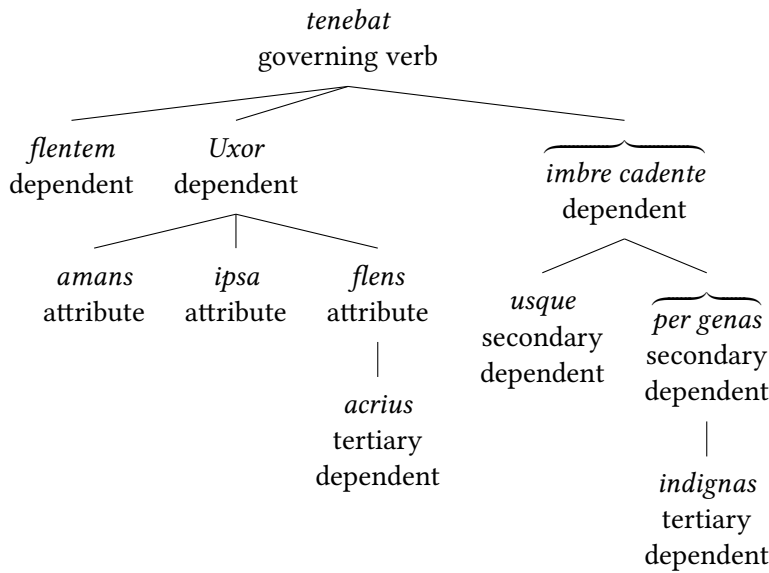 tenebat
governing verb
flentem
dependent
Uxor
dependent
imbre cadente
dependent
amans
attribute
ipsa
attribute
flens
attribute
usque
secondary
dependent
per genas
secondary
dependent
acrius
tertiary
dependent
indignas
tertiary
dependent